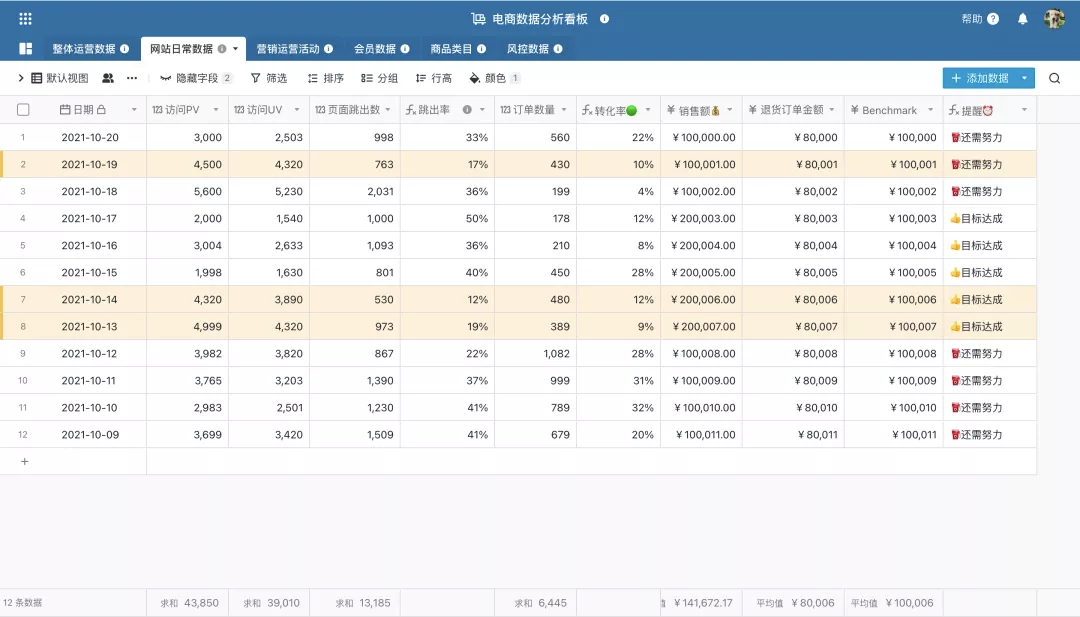 电商数据分析看板
帮助
整体运营数据 网站日常数据 营销运营活动 会员数据 商品类目 风控数据
默认视图 隐藏字段 2 筛选 排序 分组 行高 颜色 1 添加数据
日期 123 访问PV 123 访问UV 123 页面跳出数 fx 跳出率 123 订单数量 fx 转化率 ¥ 销售额💰 ¥ 退货订单金额 ¥ Benchmark fx 提醒⏰
1 2021-10-20 3,000 2,503 998 33% 560 22% ¥100,000.00 ¥80,000 ¥100,000 还需努力
2 2021-10-19 4,500 4,320 763 17% 430 10% ¥100,001.00 ¥80,001 ¥100,001 还需努力
3 2021-10-18 5,600 5,230 2,031 36% 199 4% ¥100,002.00 ¥80,002 ¥100,002 还需努力
4 2021-10-17 2,000 1,540 1,000 50% 178 12% ¥200,003.00 ¥80,003 ¥100,003 👍目标达成
5 2021-10-16 3,004 2,633 1,093 36% 210 8% ¥200,004.00 ¥80,004 ¥100,004 👍目标达成
6 2021-10-15 1,998 1,630 801 40% 450 28% ¥200,005.00 ¥80,005 ¥100,005 👍目标达成
7 2021-10-14 4,320 3,890 530 12% 480 12% ¥200,006.00 ¥80,006 ¥100,006 👍目标达成
8 2021-10-13 4,999 4,320 973 19% 389 9% ¥200,007.00 ¥80,007 ¥100,007 👍目标达成
9 2021-10-12 3,982 3,820 867 22% 1,082 28% ¥100,008.00 ¥80,008 ¥100,008 还需努力
10 2021-10-11 3,765 3,203 1,390 37% 999 31% ¥100,009.00 ¥80,009 ¥100,009 还需努力
11 2021-10-10 2,983 2,501 1,230 41% 789 32% ¥100,010.00 ¥80,010 ¥100,010 还需努力
12 2021-10-09 3,699 3,420 1,509 41% 679 20% ¥100,011.00 ¥80,011 ¥100,011 还需努力
12 条数据 求和 43,850 求和 39,010 求和 13,185 求和 6,445 ¥141,672.17 平均值 ¥80,006 平均值 ¥100,006